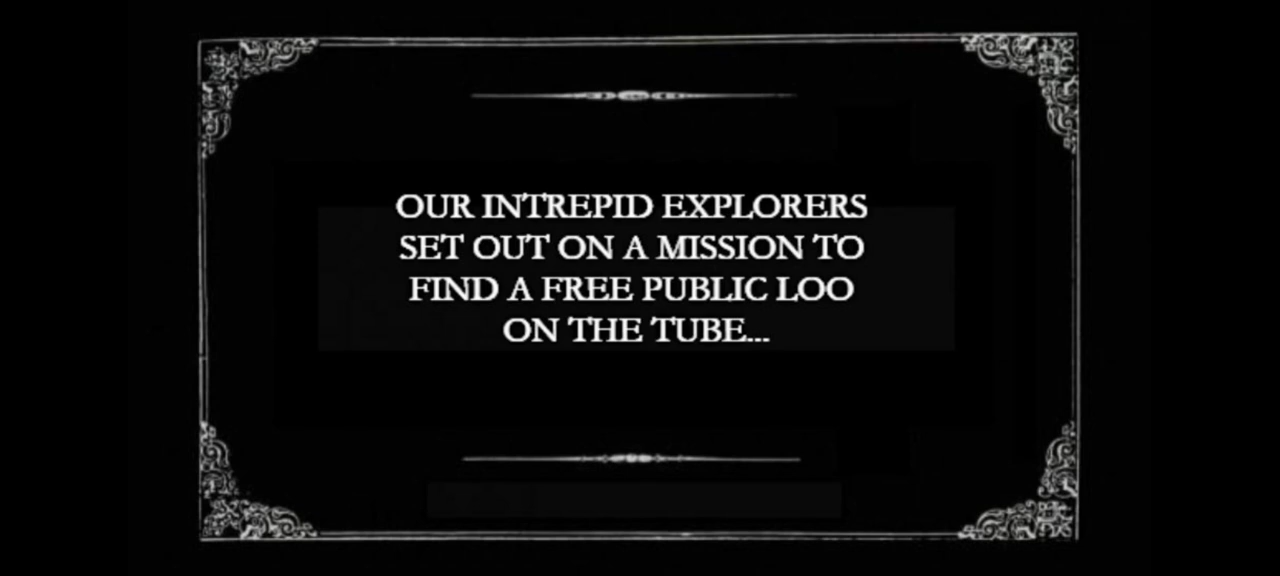 OUR INTREPID EXPLORERS
SET OUT ON A MISSION TO
FIND A FREE PUBLIC LOO
ON THE TUBE...